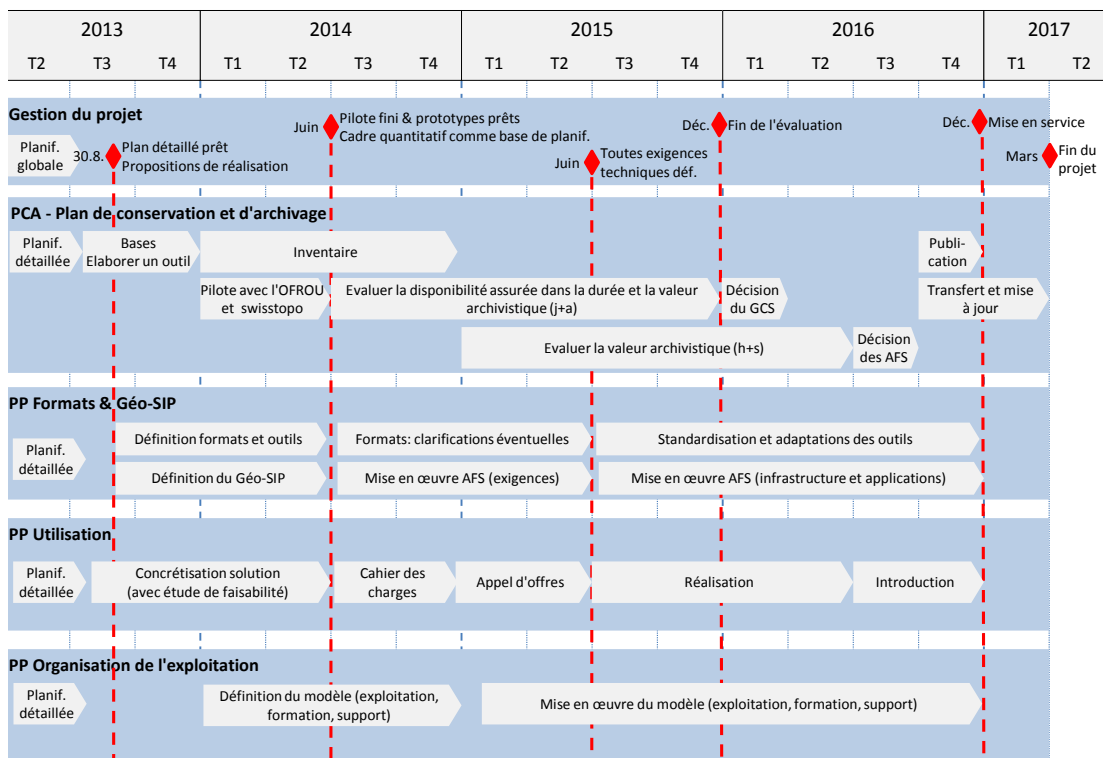 2013 2014 2015 2016 2017
T2 T3 T4 T1 T2 T3 T4 T1 T2 T3 T4 T1 T2 T3 T4 T1 T2
Gestion du projet
Planif.
globale
30.8.
Plan détaillé prêt
Propositions de réalisation
Juin
Pilote fini & prototypes prêts
Cadre quantitatif comme base de planif.
Juin
Toutes exigences
techniques déf.
Déc.
Fin de l'évaluation
Déc.
Mise en service
Mars
Fin du
projet
PCA - Plan de conservation et d'archivage
Planif.
détaillée
Bases
Elaborer un outil
Inventaire
Publi-
cation
Pilote avec l'OFROU
et swisstopo
Evaluer la disponibilité assurée dans la durée et la valeur
archivistique (j+a)
Décision
du GCS
Transfert et mise
à jour
Evaluer la valeur archivistique (h+s)
Décision
des AFS
PP Formats & Géo-SIP
Planif.
détaillée
Définition formats et outils
Formats: clarifications éventuelles
Standardisation et adaptations des outils
Définition du Géo-SIP
Mise en œuvre AFS (exigences)
Mise en œuvre AFS (infrastructure et applications)
PP Utilisation
Planif.
détaillée
Concrétisation solution
(avec étude de faisabilité)
Cahier des
charges
Appel d'offres
Réalisation
Introduction
PP Organisation de l'exploitation
Planif.
détaillée
Définition du modèle (exploitation,
formation, support)
Mise en œuvre du modèle (exploitation, formation, support)